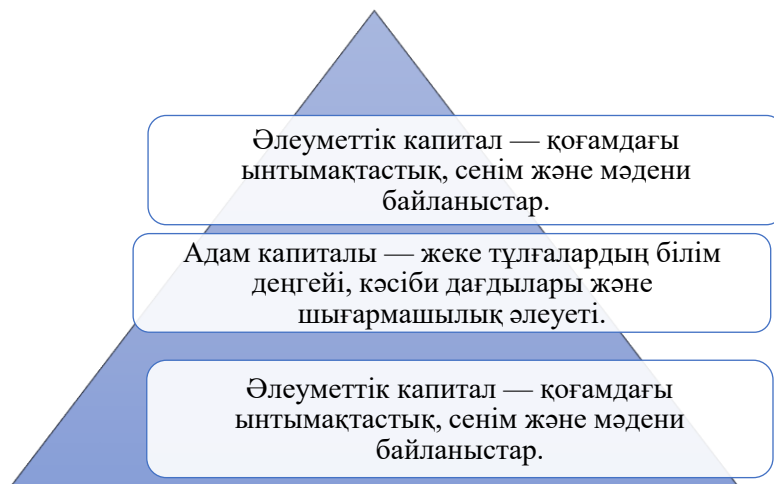 Әлеуметтік капитал — қоғамдағы
ынтымақтастық, сенім және мәдени
байланыстар.
Адам капиталы — жеке тұлғалардың білім
деңгейі, кәсіби дағдылары және
шығармашылық әлеуеті.
Әлеуметтік капитал — қоғамдағы
ынтымақтастық, сенім және мәдени
байланыстар.